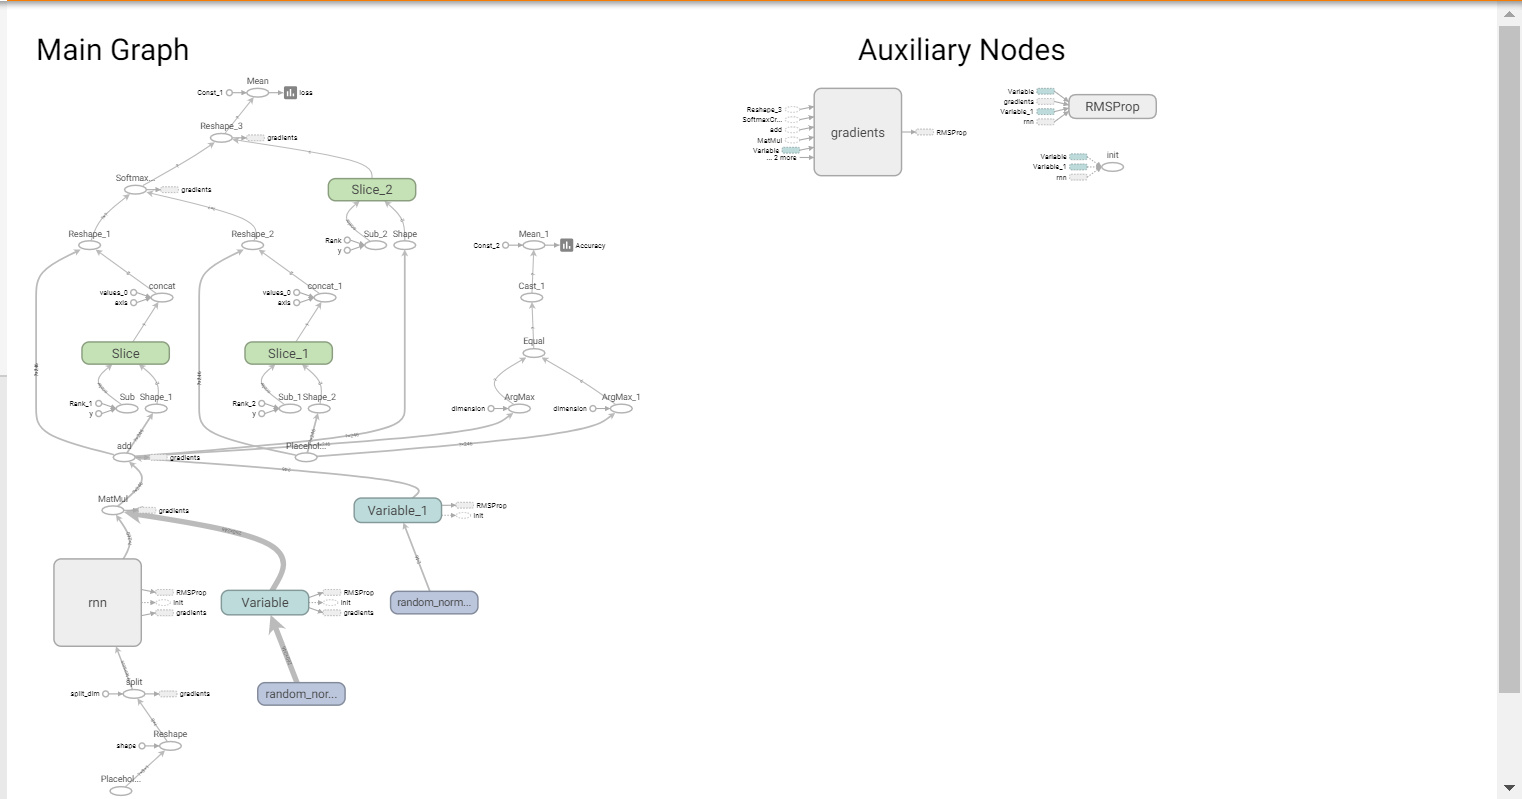 Main Graph
Auxiliary Nodes
Mean
Const_1
loss
Reshape_3
gradients
Softmax...
gradients
Slice_2
Reshape_1
Reshape_2
Rank
y
Sub_2
Shape
Mean_1
Const_2
Accuracy
values_0
axis
concat
values_0
axis
concat_1
Cast_1
Slice
Slice_1
Equal
Rank_1
y
Sub
Shape_1
Rank_2
y
Sub_1
Shape_2
dimension
ArgMax
dimension
ArgMax_1
add
gradients
Placehol...
MatMul
gradients
Variable_1
RMSProp
init
rnn
RMSProp
init
gradients
Variable
RMSProp
init
gradients
random_norm...
split
split_dim
gradients
random_nor...
Reshape
shape
Placehol...
Reshape_3
SoftmaxCr...
add
MatMul
Variable
... 2 more
gradients
RMSProp
Variable
gradients
Variable_1
rnn
RMSProp
Variable
Variable_1
rnn
init